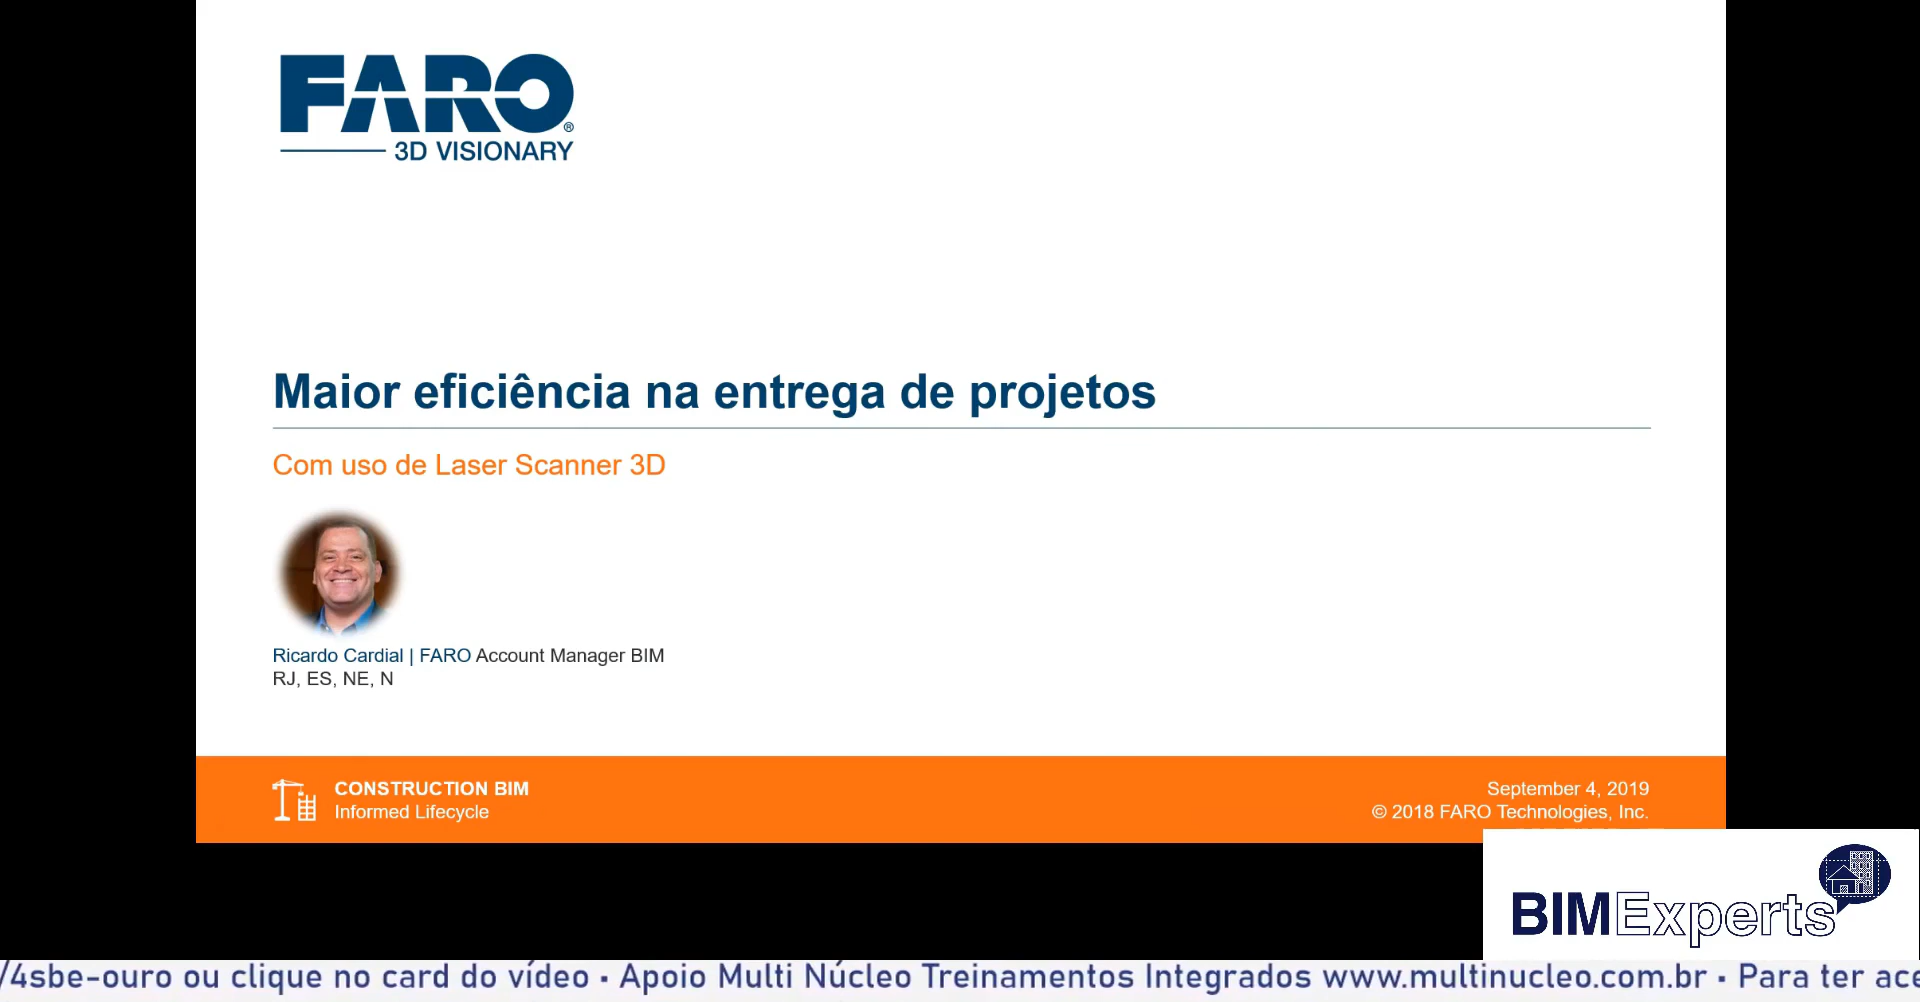 FARO®
3D VISIONARY
Maior eficiência na entrega de projetos
Com uso de Laser Scanner 3D
Ricardo Cardial | FARO Account Manager BIM
RJ, ES, NE, N
CONSTRUCTION BIM
Informed Lifecycle
September 4, 2019
© 2018 FARO Technologies, Inc.
BIMExperts
/4sbe-ouro ou clique no card do vídeo • Apoio Multi Núcleo Treinamentos Integrados www.multinucleo.com.br • Para ter ace